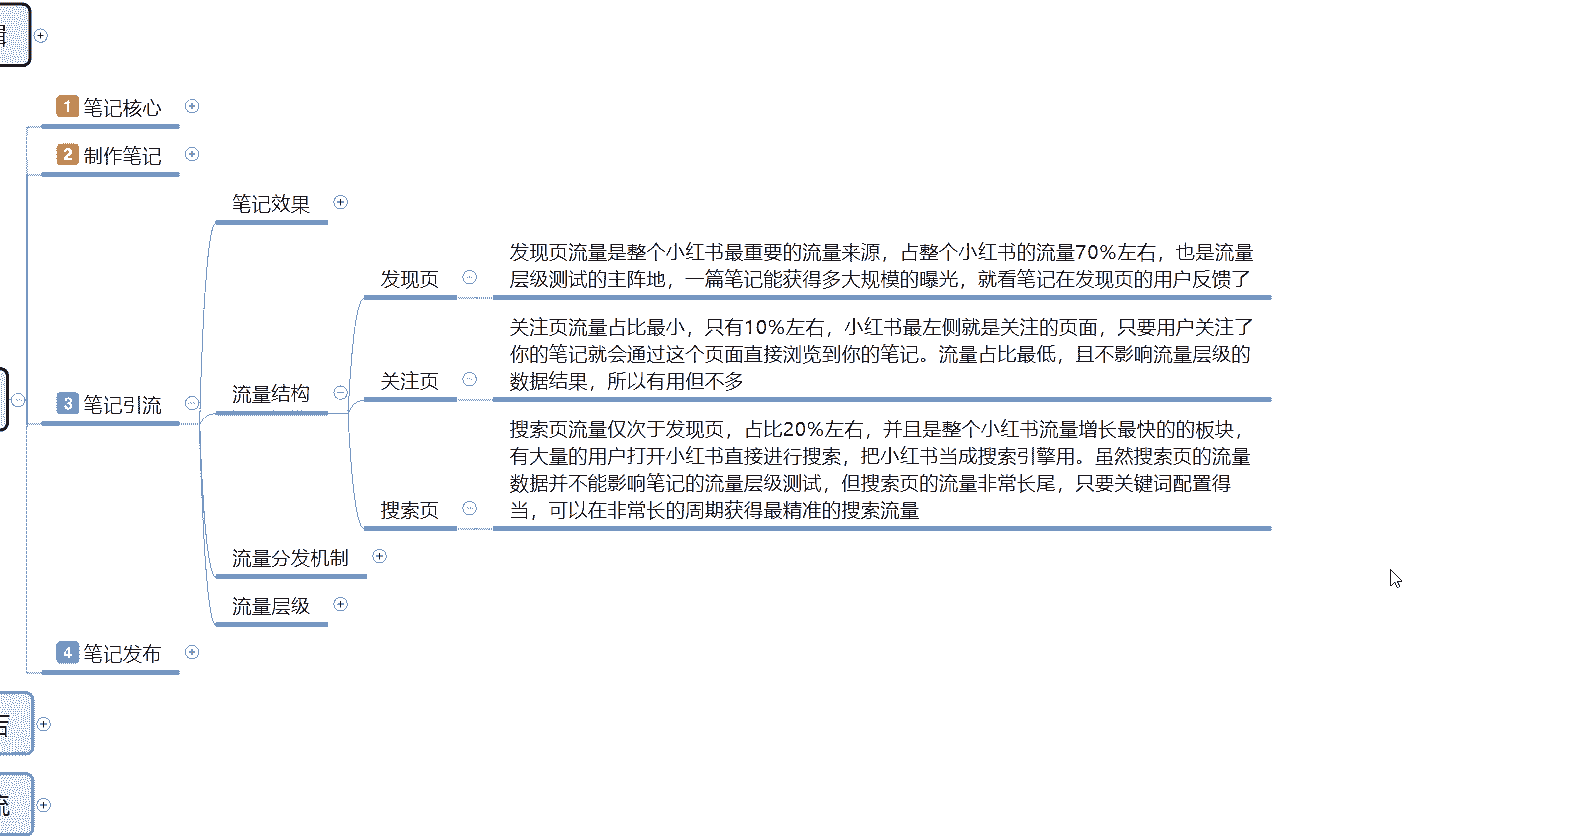 1 笔记核心
2 制作笔记
笔记效果
发现页
发现页流量是整个小红书最重要的流量来源，占整个小红书的流量70%左右，也是流量
层级测试的主阵地，一篇笔记能获得多大规模的曝光，就看笔记在发现页的用户反馈了
关注页流量占比最小，只有10%左右，小红书最左侧就是关注的页面，只要用户关注了
你的笔记就会通过这个页面直接浏览到你的笔记。流量占比最低，且不影响流量层级的
数据结果，所以有用但不多
关注页
流量结构
3 笔记引流
搜索页流量仅次于发现页，占比20%左右，并且是整个小红书流量增长最快的的板块，
有大量的用户打开小红书直接进行搜索，把小红书当成搜索引擎用。虽然搜索页的流量
数据并不能影响笔记的流量层级测试，但搜索页的流量非常长尾，只要关键词配置得
当，可以在非常长的周期获得最精准的搜索流量
搜索页
流量分发机制
流量层级
4 笔记发布